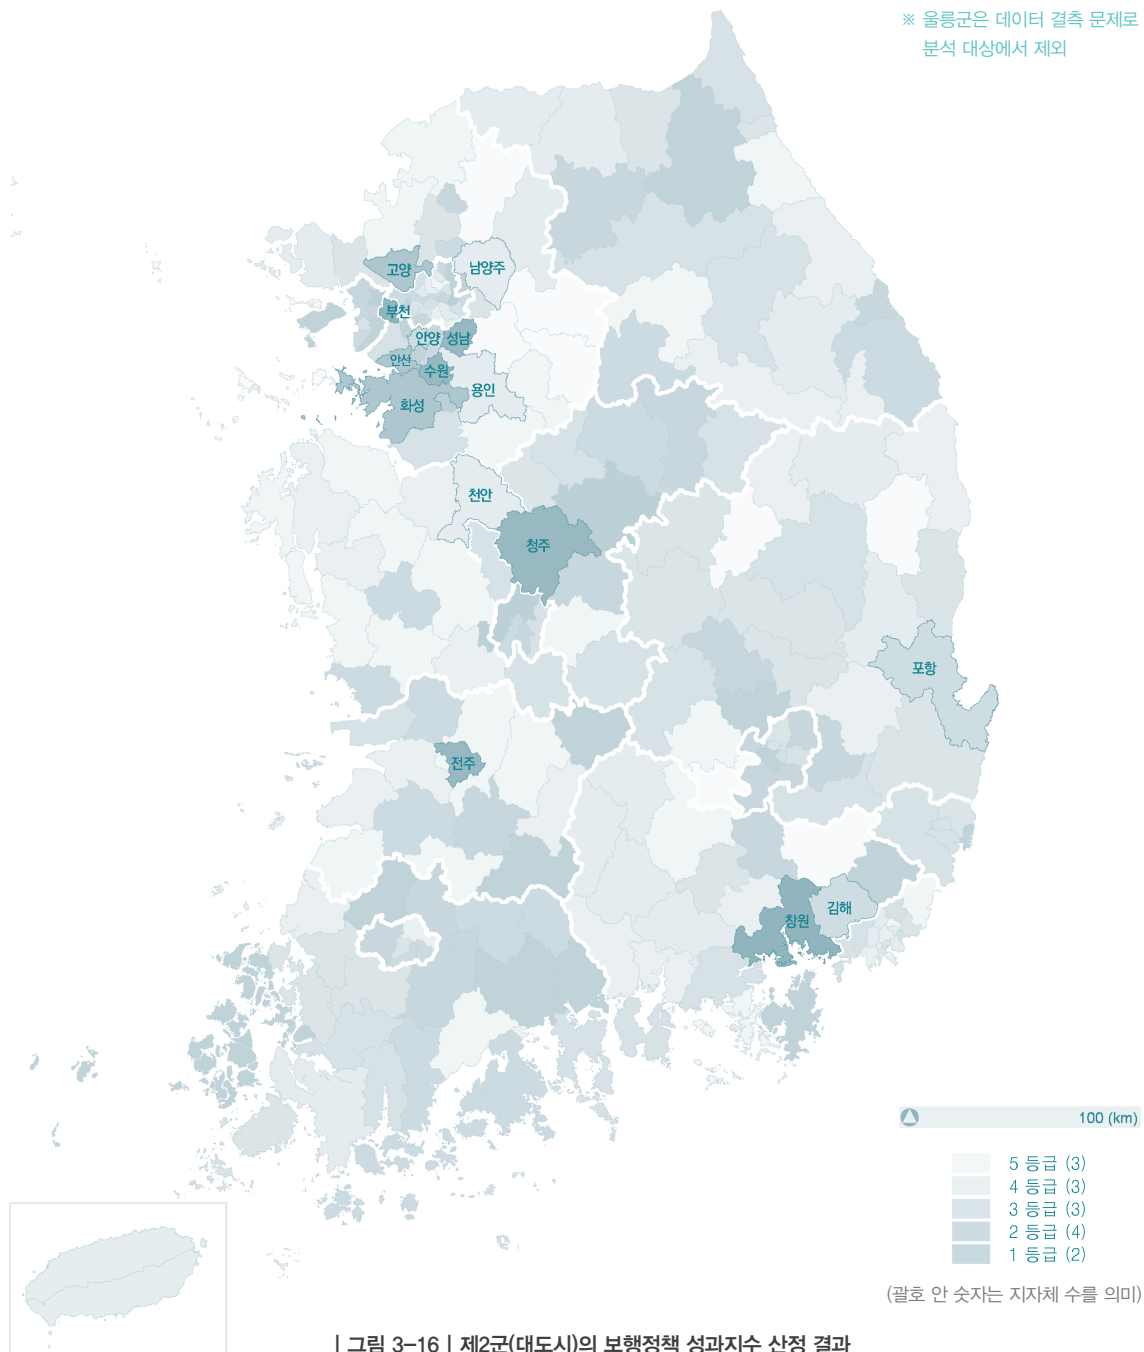 ※ 울릉군은 데이터 결측 문제로
분석 대상에서 제외
고양
남양주
부천
안양 성남
안산
수원
용인
화성
천안
청주
포항
전주
김해
창원
100 (km)
5 등급 (3)
4 등급 (3)
3 등급 (3)
2 등급 (4)
1 등급 (2)
(괄호 안 숫자는 지자체 수를 의미)
| 그림 3-16 | 제2군(대도시)의 보행정책 성과지수 산정 결과